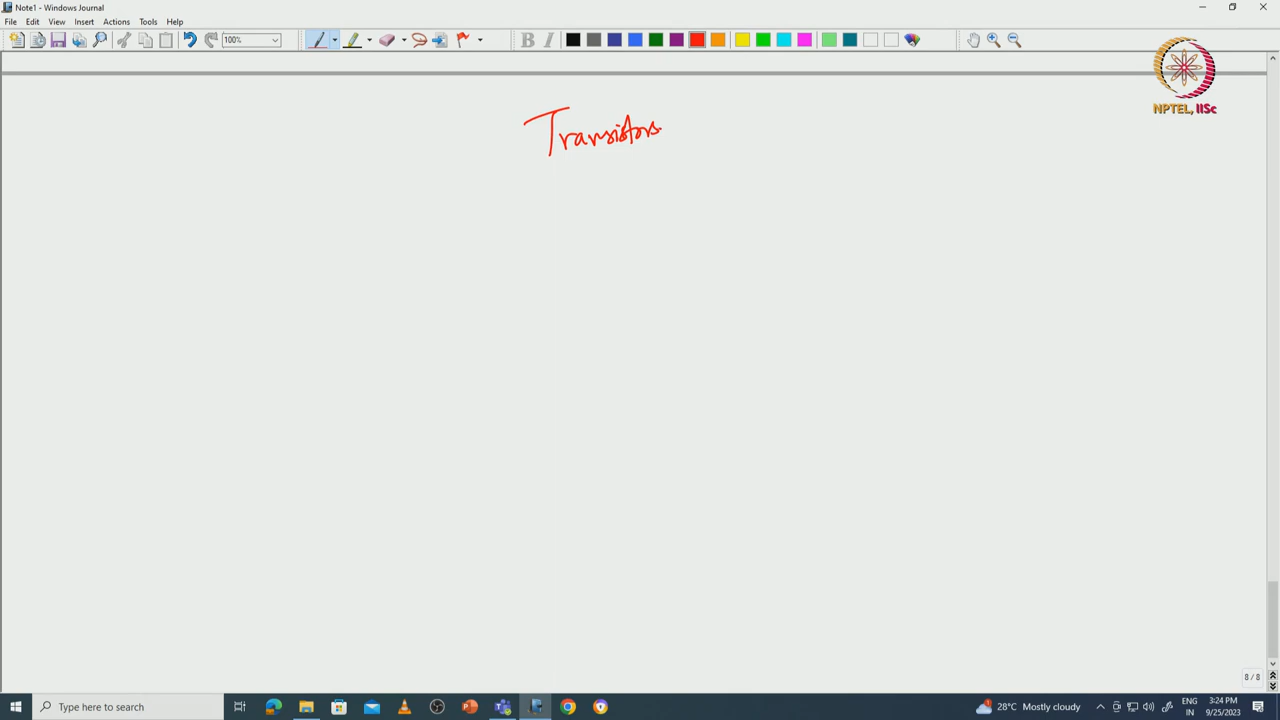 Note1 - Windows Journal
File Edit View Insert Actions Tools Help
100% B I
NPTEL, IISc
Transistors
8 / 8
Type here to search
28°C Mostly cloudy
ENG
IN
3:24 PM
9/25/2023